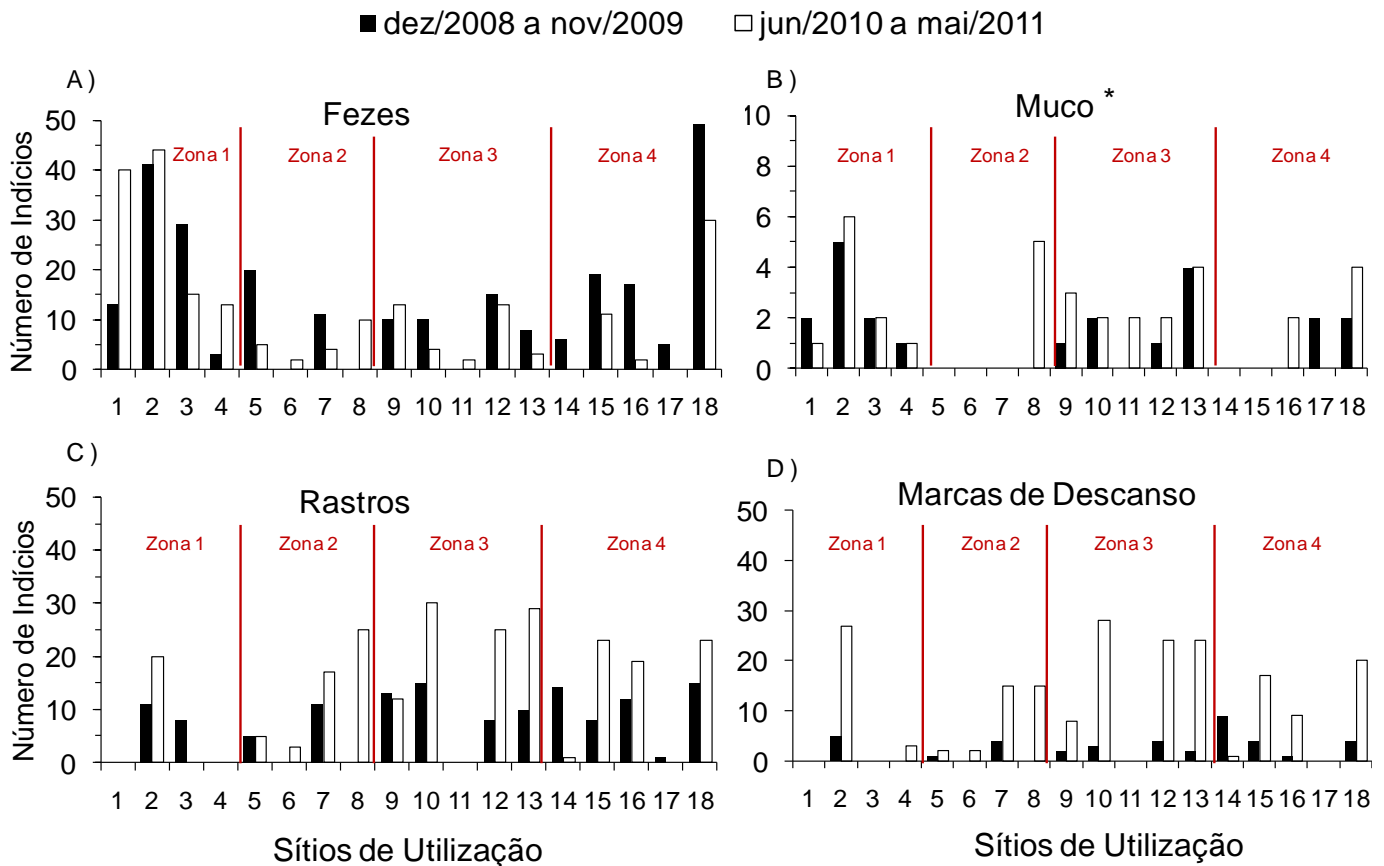 ■ dez/2008 a nov/2009 □ jun/2010 a mai/2011
A )
Fezes
Número de Indícios
50
40
30
20
10
0
Zona 1 Zona 2 Zona 3 Zona 4
1 2 3 4 5 6 7 8 9 10 11 12 13 14 15 16 17 18
B )
Muco *
10
8
6
4
2
0
Zona 1 Zona 2 Zona 3 Zona 4
1 2 3 4 5 6 7 8 9 10 11 12 13 14 15 16 17 18
C )
Rastros
Número de Indícios
50
40
30
20
10
0
Zona 1 Zona 2 Zona 3 Zona 4
1 2 3 4 5 6 7 8 9 10 11 12 13 14 15 16 17 18
Sítios de Utilização
D )
Marcas de Descanso
50
40
30
20
10
0
Zona 1 Zona 2 Zona 3 Zona 4
1 2 3 4 5 6 7 8 9 10 11 12 13 14 15 16 17 18
Sítios de Utilização